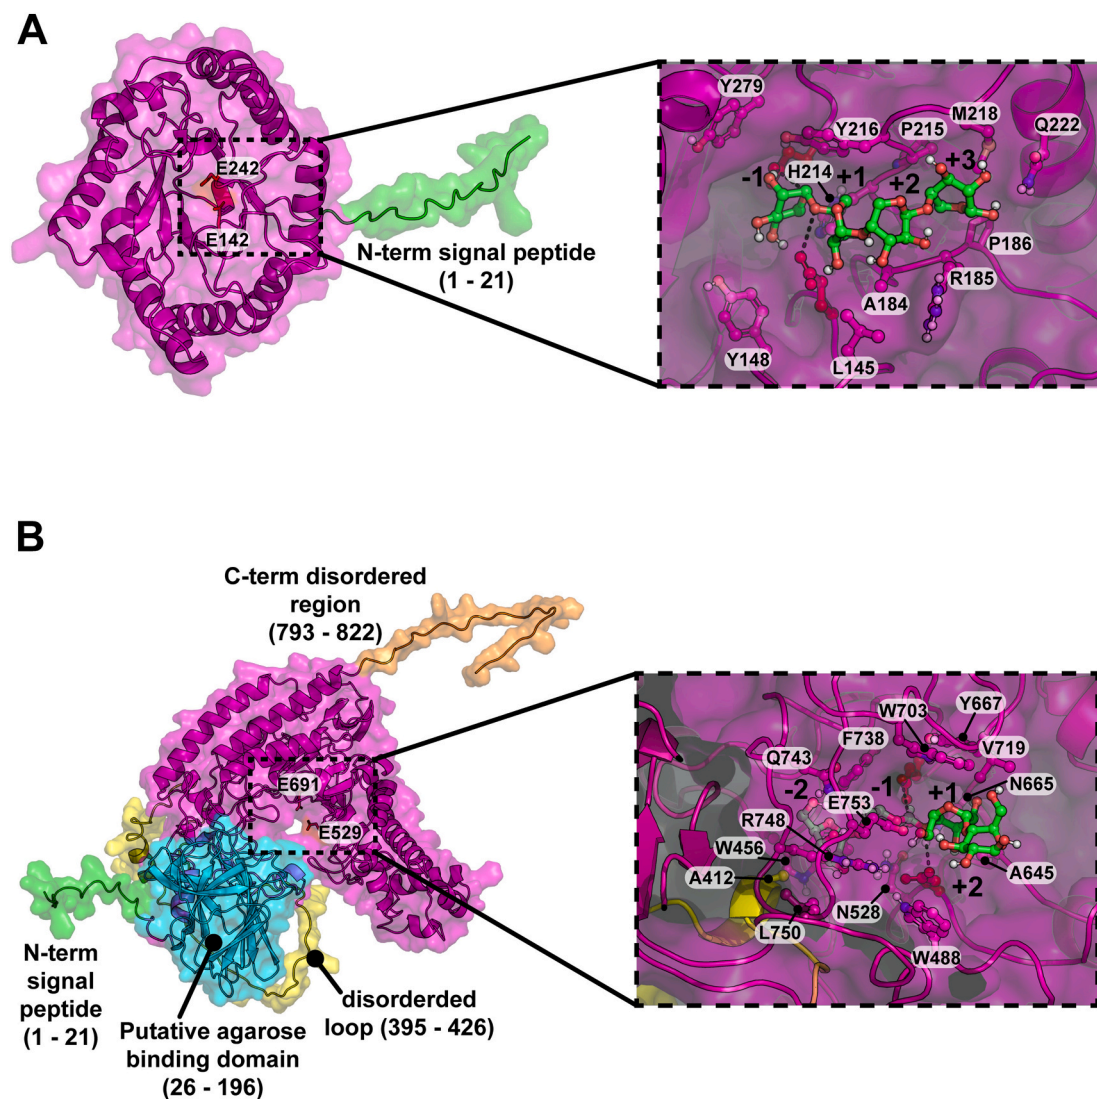 A
E242
E142
N-term signal peptide
(1 - 21)
Y279
M218
Y216
P215
Q222
H214
-1
+1
+2
+3
P186
R185
A184
Y148
L145
B
C-term disordered
region
(793 - 822)
E691
E529
N-term
signal
peptide
(1 - 21)
Putative agarose
binding domain
(26 - 196)
disorderded
loop (395 - 426)
W703
Y667
F738
V719
Q743
N665
-2
-1
+1
E753
R748
W456
A412
A645
+2
N528
L750
W488